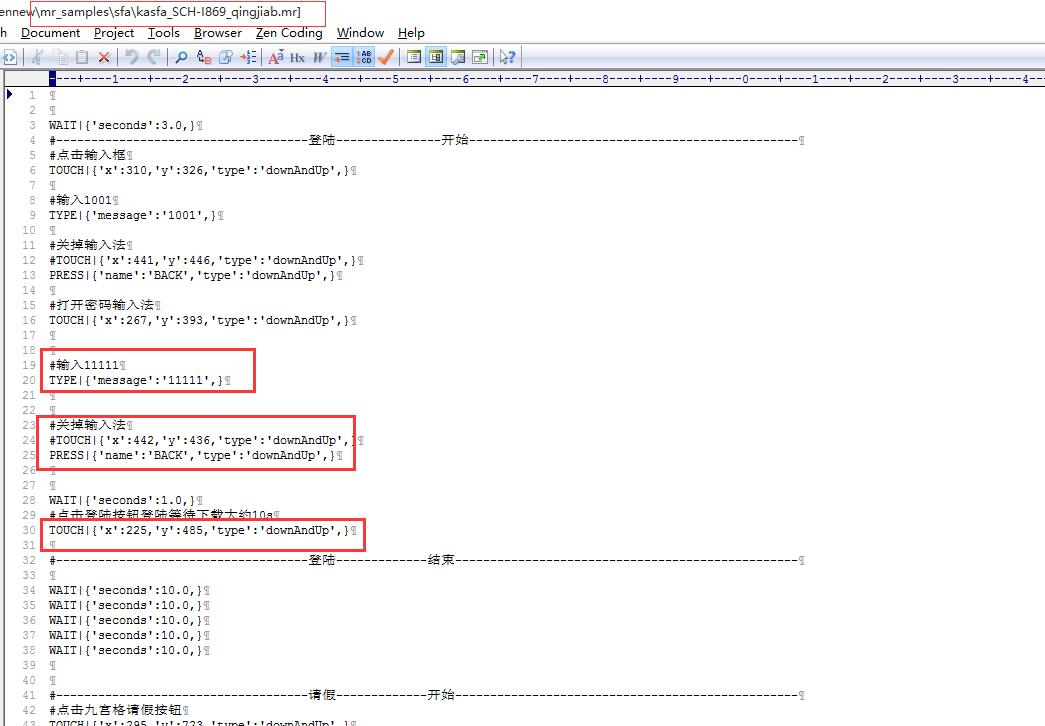 ennew\mr_samples\sfa\kasfa_SCH-I869_qingjiab.mr]
h Document Project Tools Browser Zen Coding Window Help
----+----1----+----2----+----3----+----4----+----5----+----6----+----7----+----8----+----9----+----0----+----1----+----2----+----3----+----4--
1 ¶
2 ¶
3 WAIT|{'seconds':3.0,}¶
4 #------------------------------------登陆---------------开始-----------------------------------------------¶
5 #点击输入框¶
6 TOUCH|{'x':310,'y':326,'type':'downAndUp',}¶
7 ¶
8 #输入1001¶
9 TYPE|{'message':'1001',}¶
10 ¶
11 #关掉输入法¶
12 #TOUCH|{'x':441,'y':446,'type':'downAndUp',}¶
13 PRESS|{'name':'BACK','type':'downAndUp',}¶
14 ¶
15 #打开密码输入法¶
16 TOUCH|{'x':267,'y':393,'type':'downAndUp',}¶
17 ¶
18 ¶
19 #输入11111¶
20 TYPE|{'message':'11111',}¶
21 ¶
22 ¶
23 #关掉输入法¶
24 #TOUCH|{'x':442,'y':436,'type':'downAndUp',}¶
25 PRESS|{'name':'BACK','type':'downAndUp',}¶
26 ¶
27 ¶
28 WAIT|{'seconds':1.0,}¶
29 #点击登陆按钮登陆等待下载大约10s¶
30 TOUCH|{'x':225,'y':485,'type':'downAndUp',}¶
31 ¶
32 #------------------------------------登陆-------------结束-------------------------------------------------¶
33 ¶
34 WAIT|{'seconds':10.0,}¶
35 WAIT|{'seconds':10.0,}¶
36 WAIT|{'seconds':10.0,}¶
37 WAIT|{'seconds':10.0,}¶
38 WAIT|{'seconds':10.0,}¶
39 ¶
40 ¶
41 #------------------------------------请假-------------开始-------------------------------------------------¶
42 #点击九宫格请假按钮¶
43 TOUCH|{'x':295,'y':723,'type':'downAndUp',}¶